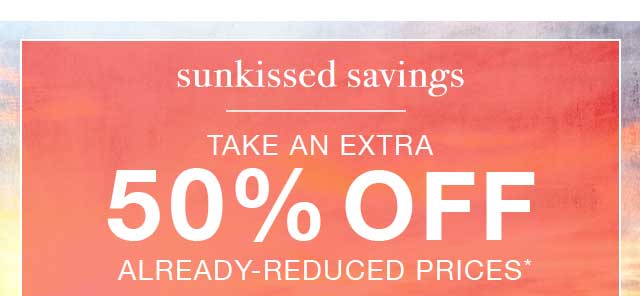 sunkissed savings
TAKE AN EXTRA
50% OFF
ALREADY-REDUCED PRICES*